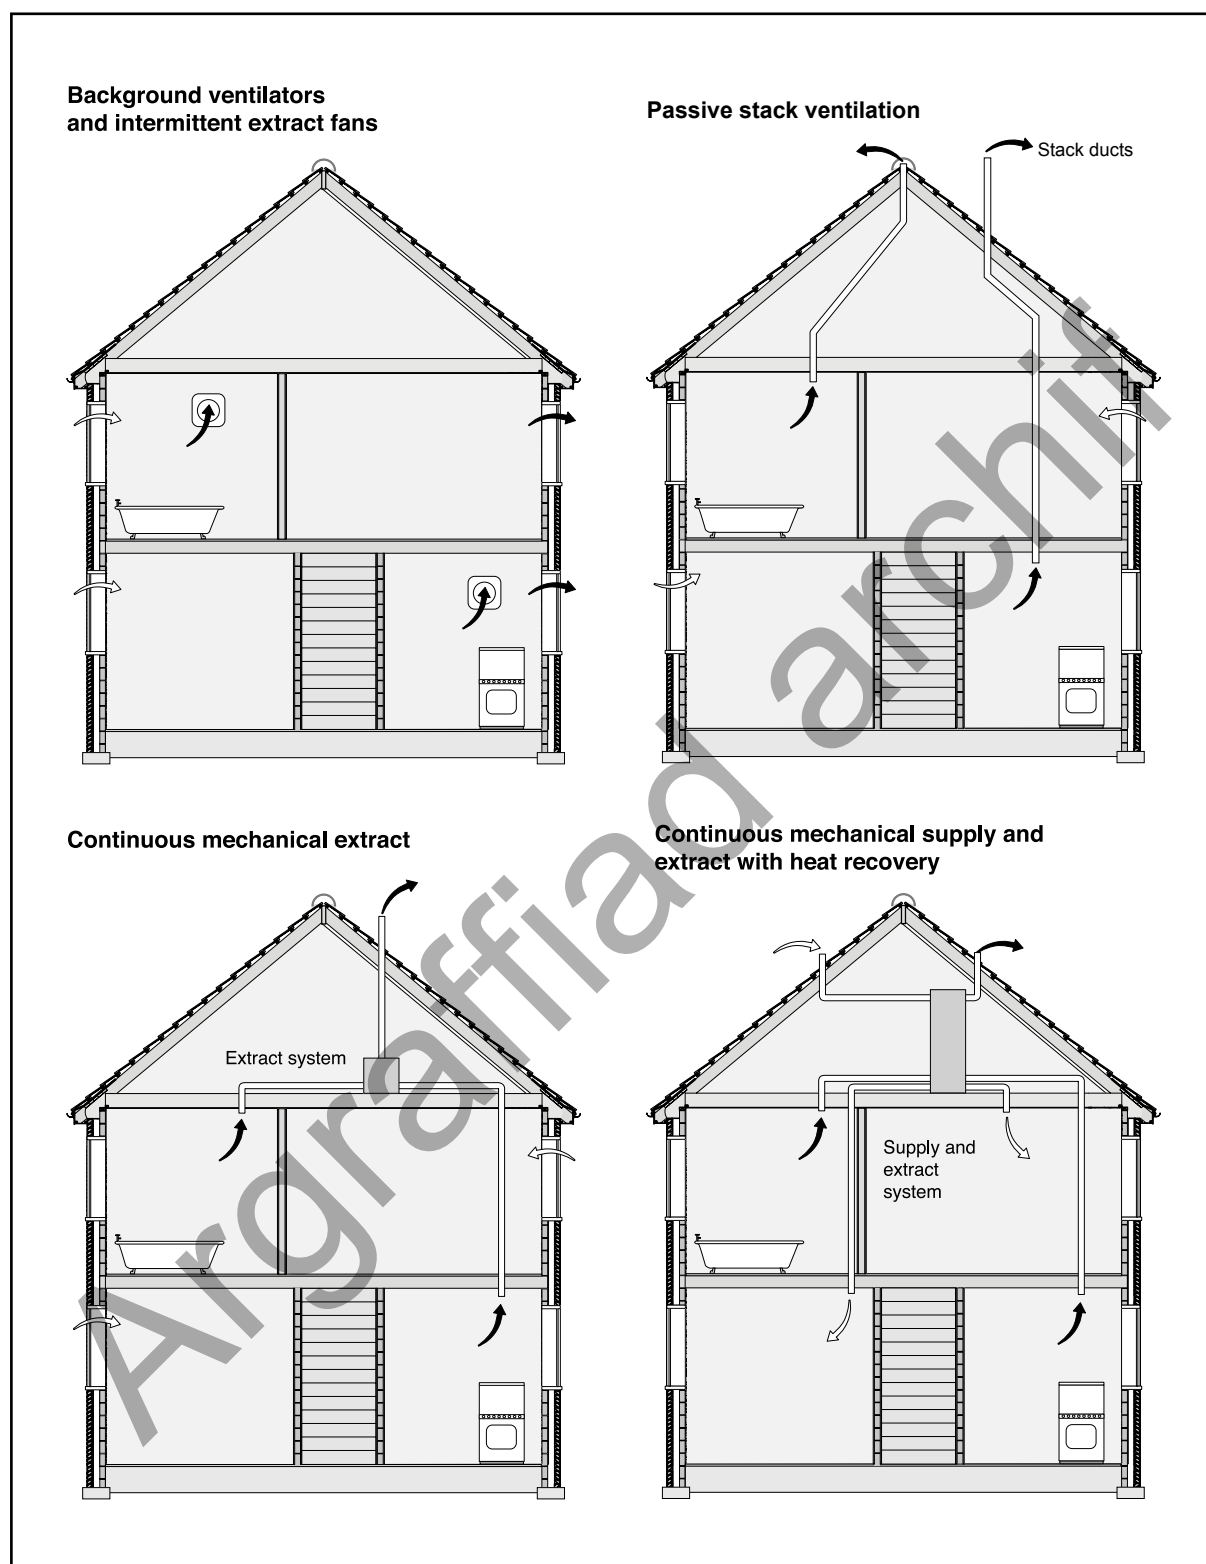 Background ventilators
and intermittent extract fans
Passive stack ventilation
Stack ducts
Continuous mechanical extract
Extract system
Continuous mechanical supply and
extract with heat recovery
Supply and
extract
system
Argraffiad archif